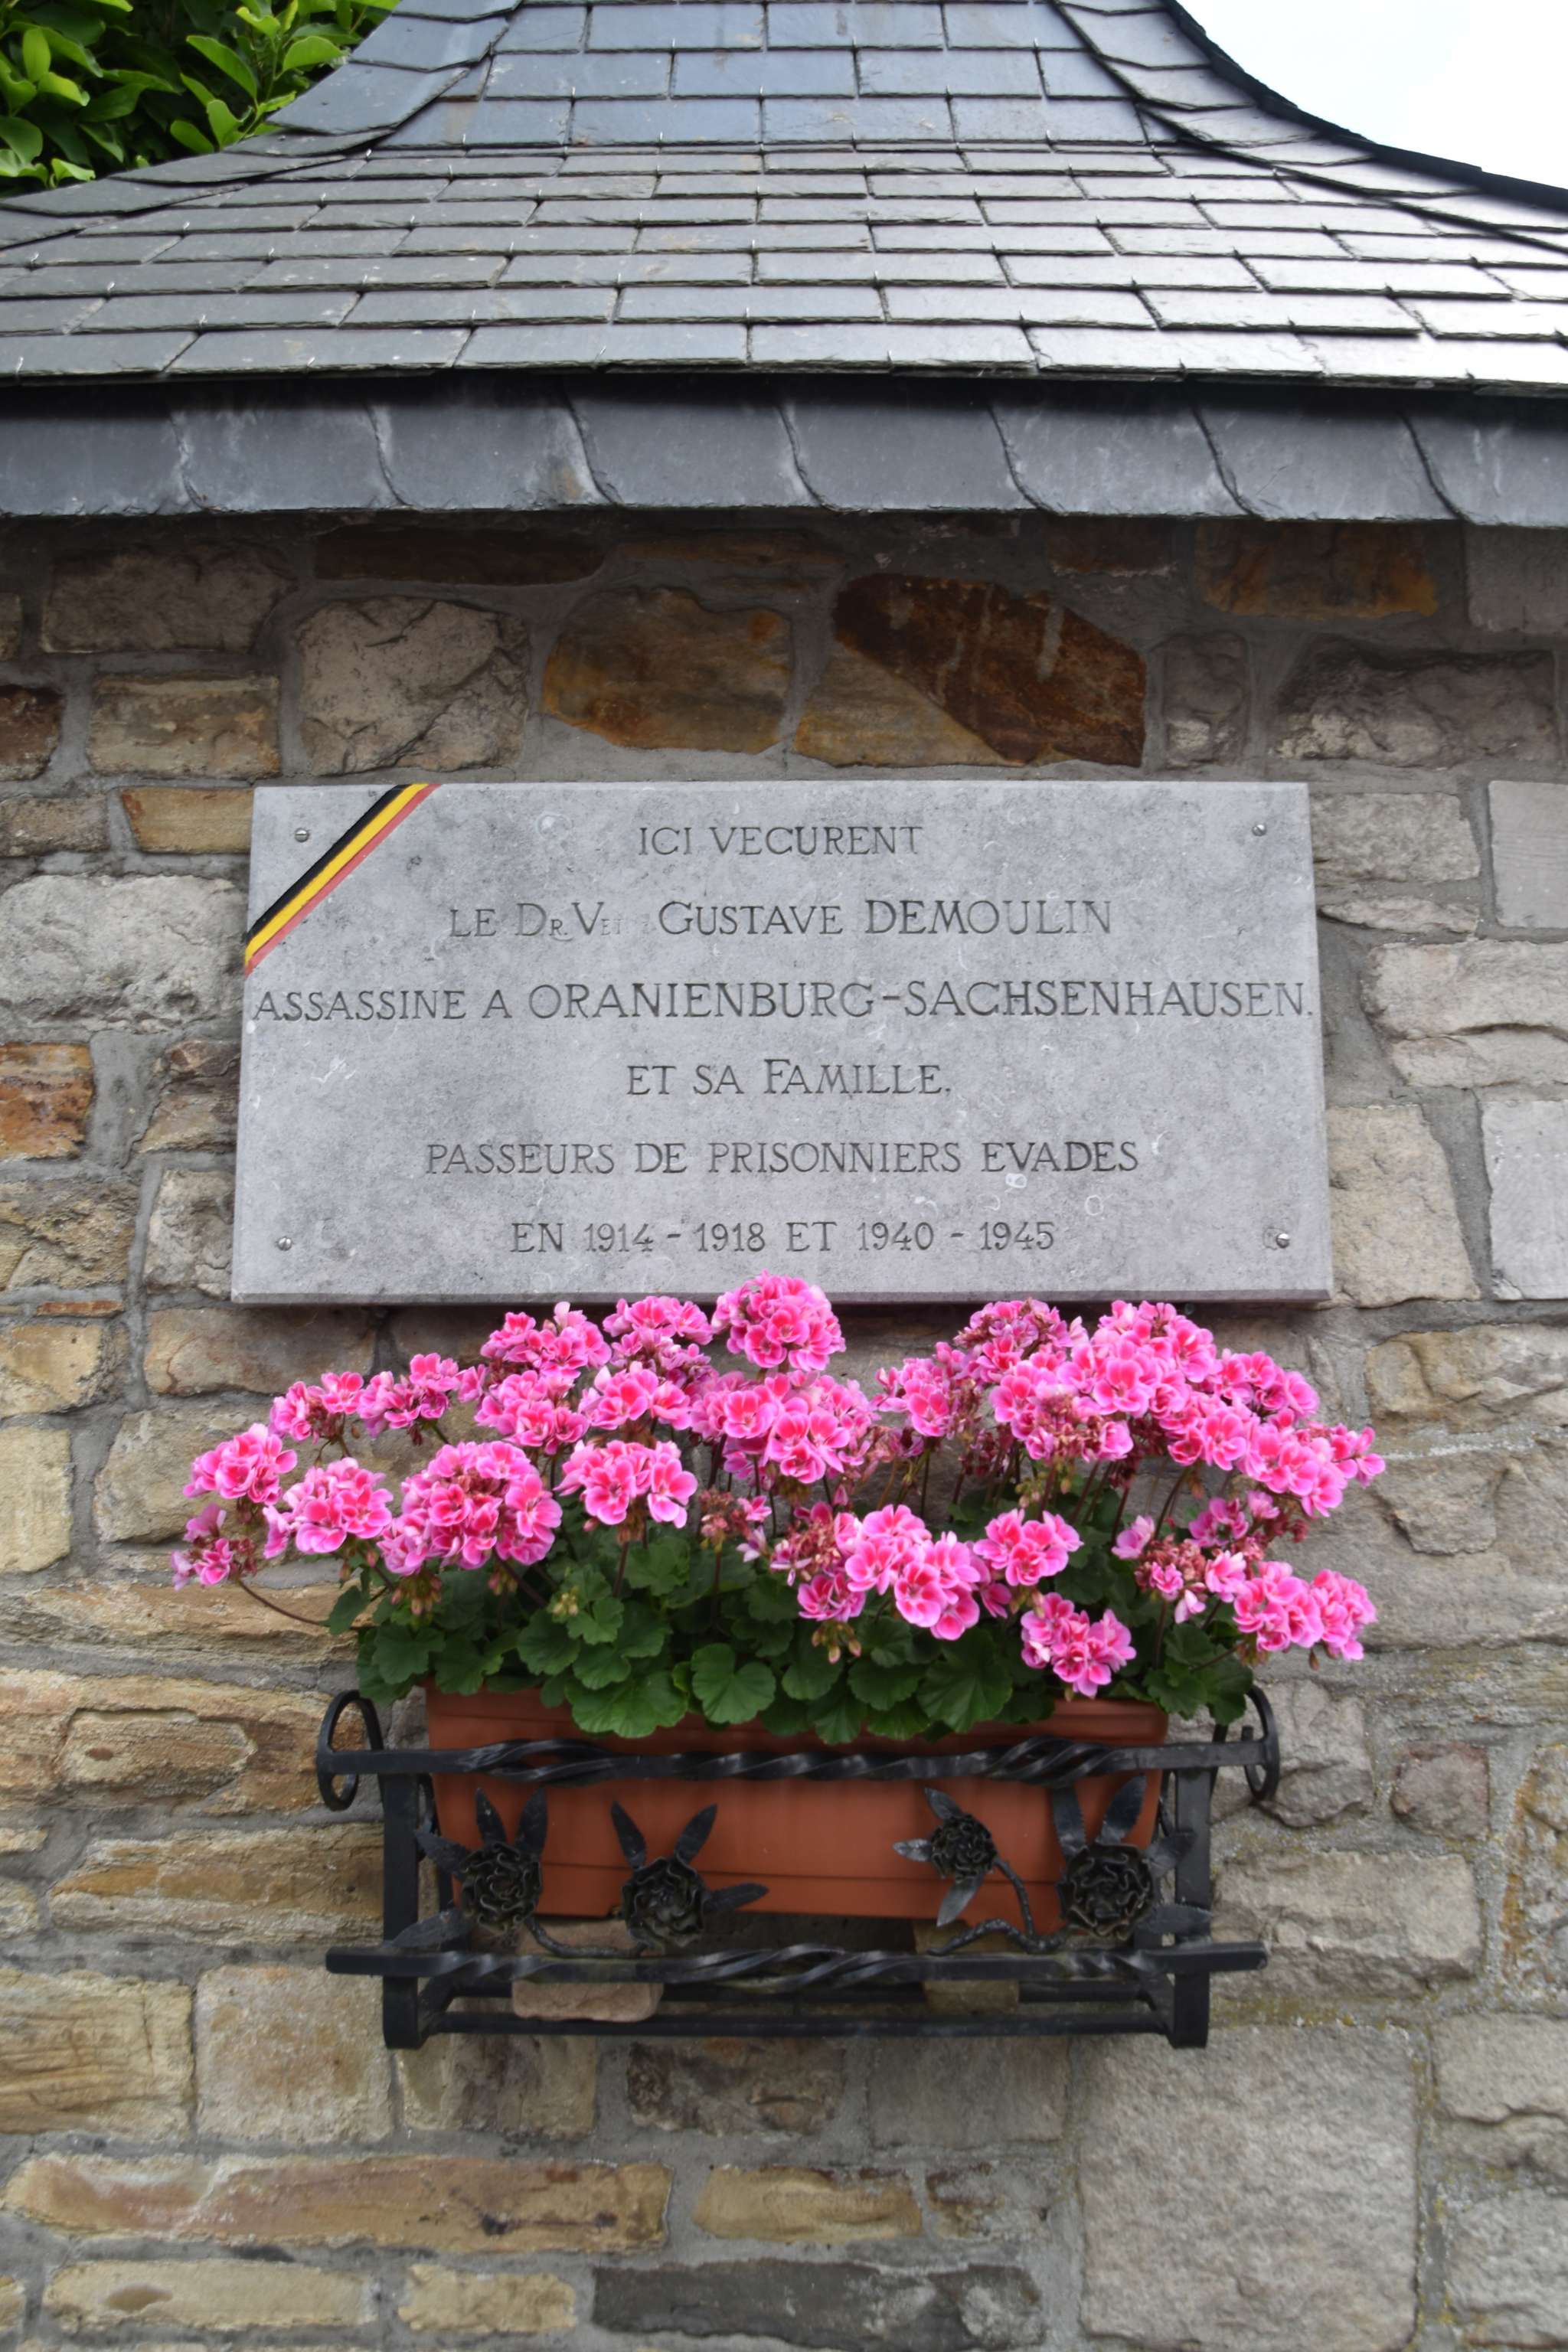 ICI VECURENT
LE DR. VET GUSTAVE DEMOULIN
ASSASSINE A ORANIENBURG-SACHSENHAUSEN.
ET SA FAMILLE.
PASSEURS DE PRISONNIERS EVADES
EN 1914 - 1918 ET 1940 - 1945